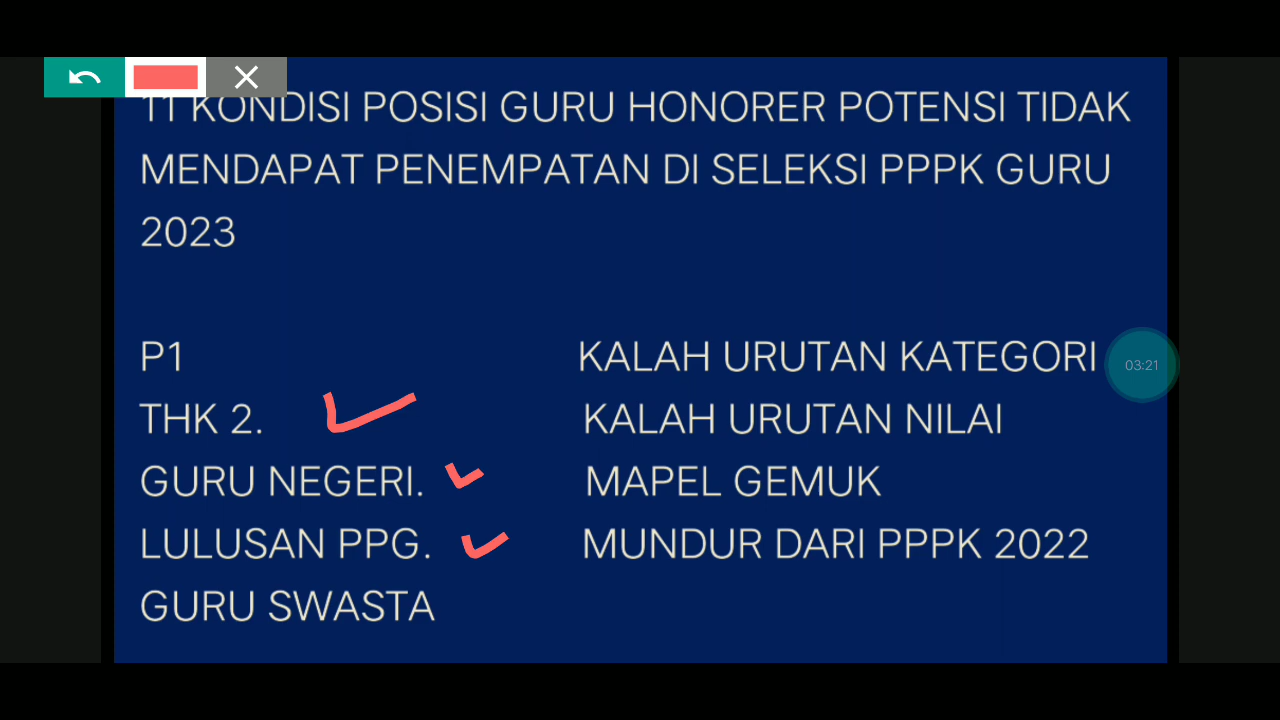 11 KONDISI POSISI GURU HONORER POTENSI TIDAK
MENDAPAT PENEMPATAN DI SELEKSI PPPK GURU
2023
P1
THK 2.
GURU NEGERI.
LULUSAN PPG.
GURU SWASTA
KALAH URUTAN KATEGORI
KALAH URUTAN NILAI
MAPEL GEMUK
MUNDUR DARI PPPK 2022
03:21